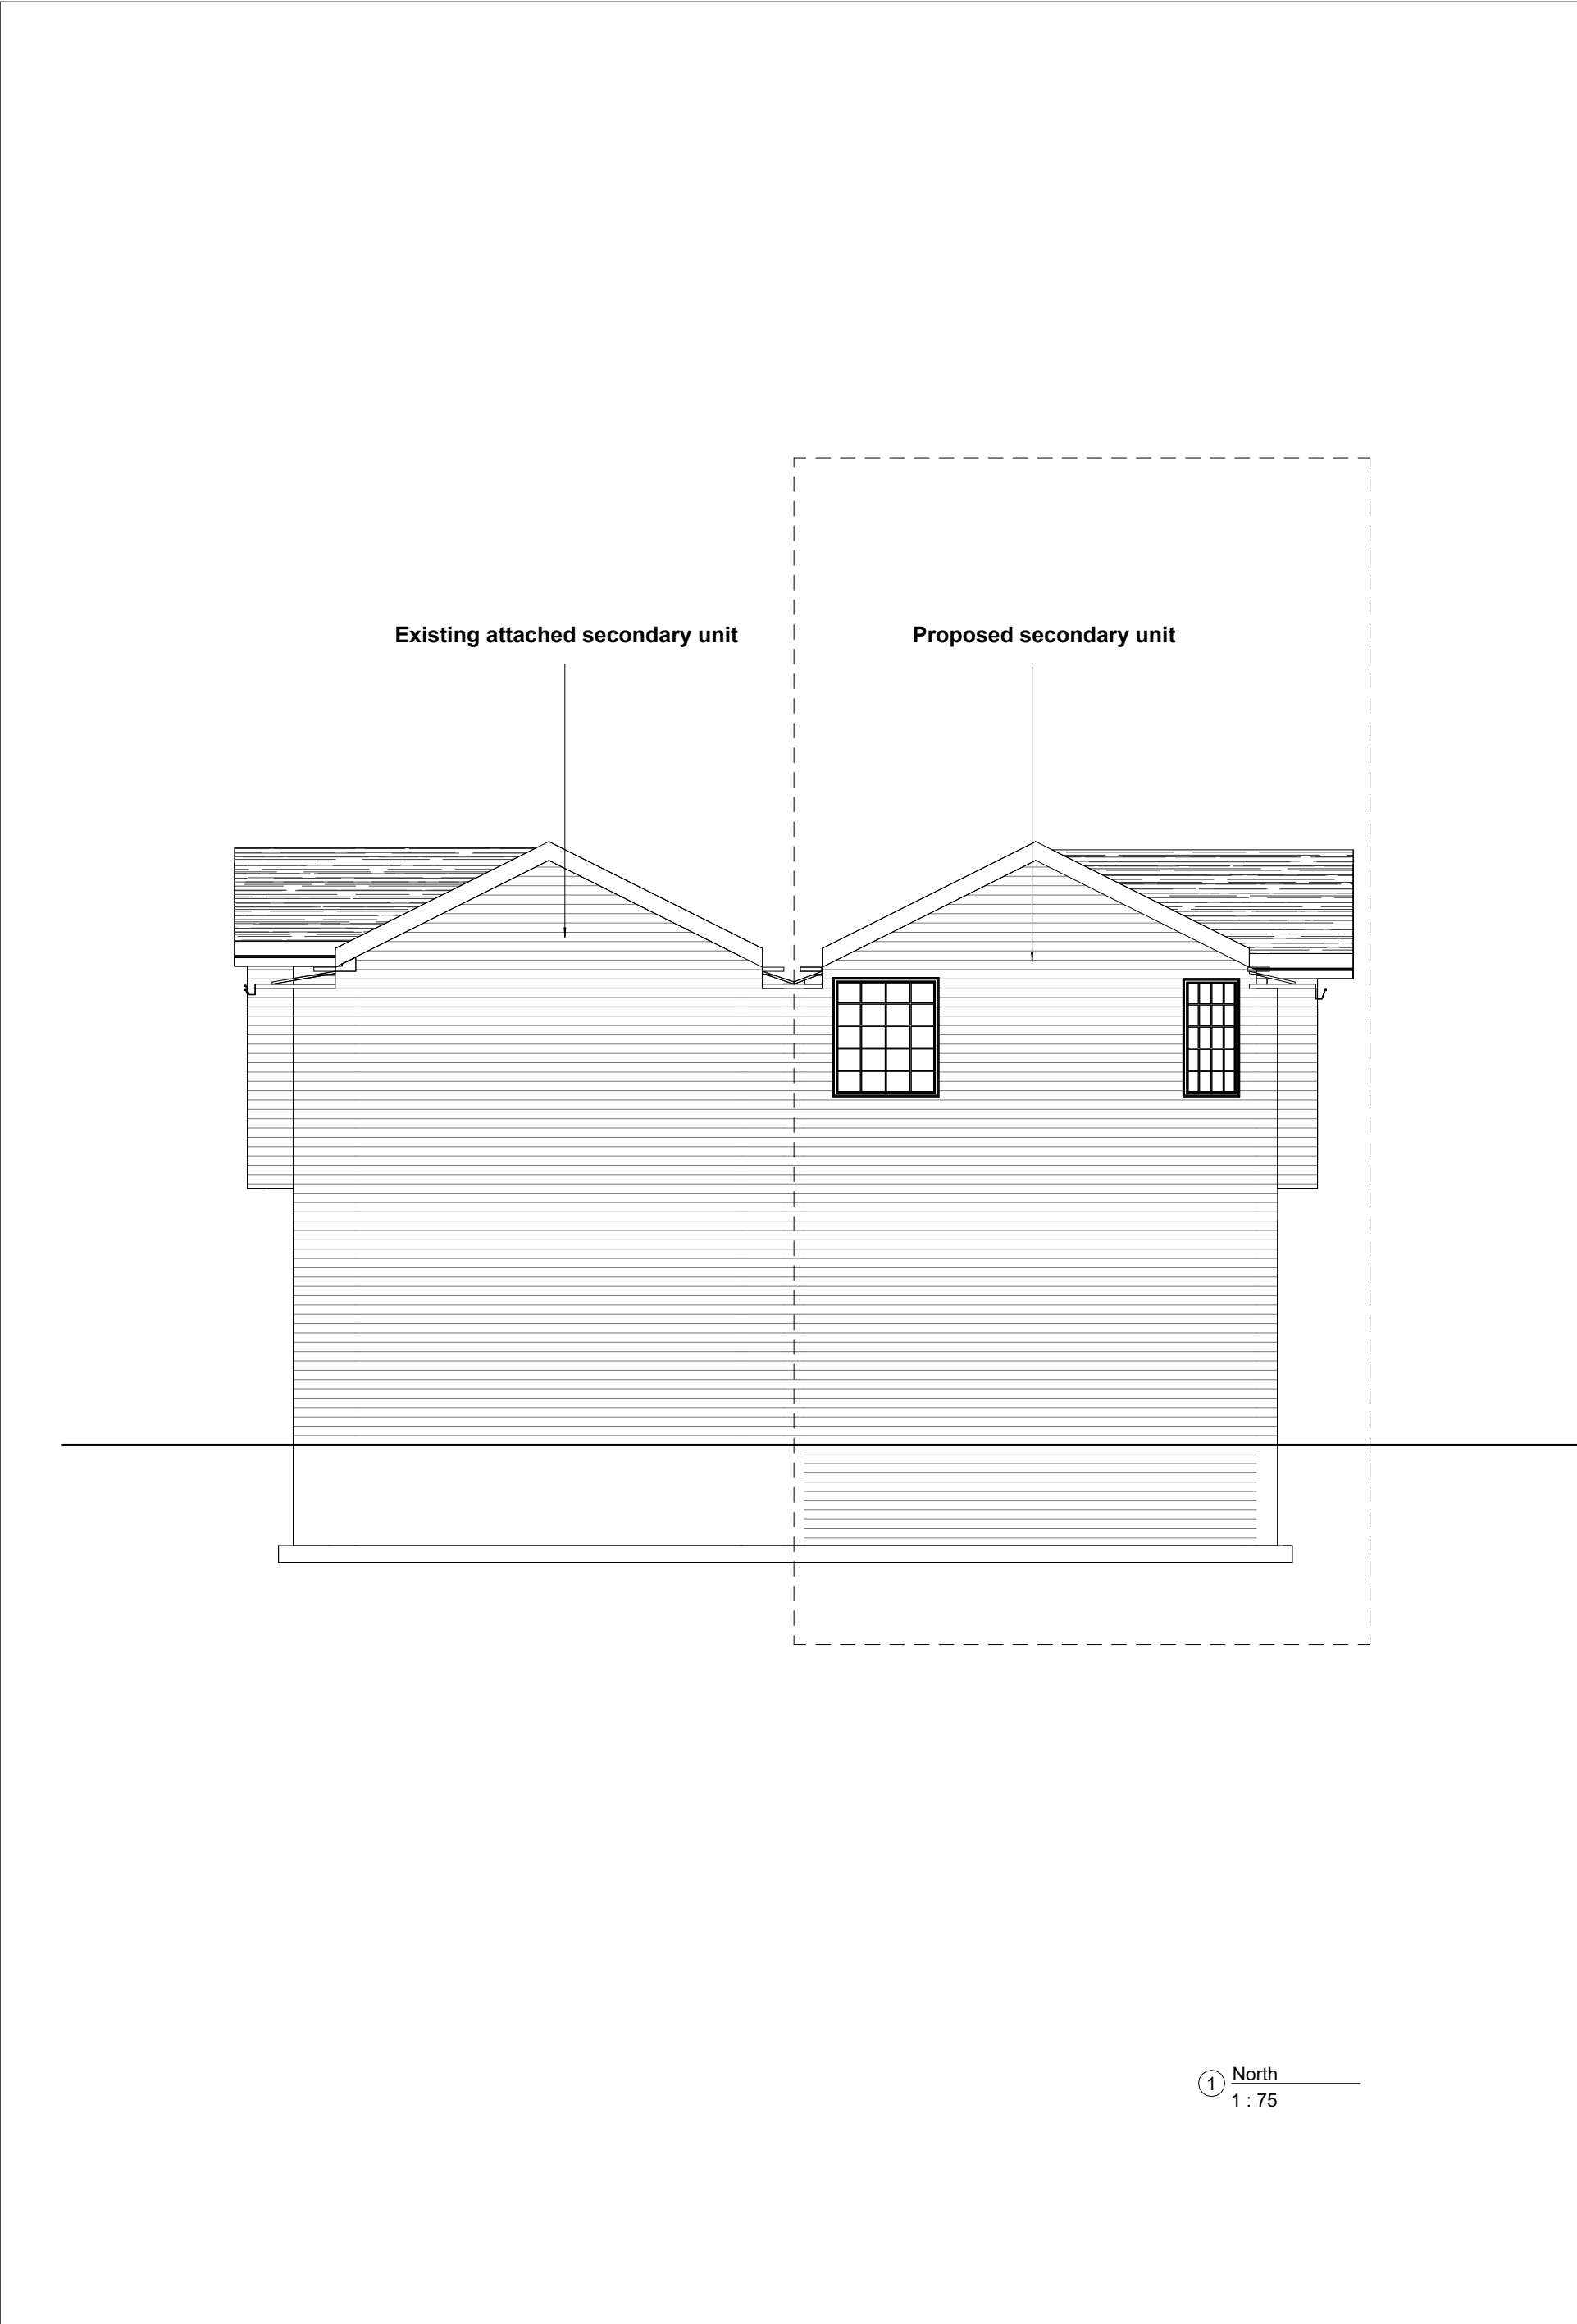 Existing attached secondary unit
Proposed secondary unit
1
North
1 : 75